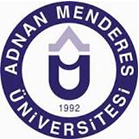 ADNAN MENDERES
ÜNİVERSİTESİ
1992